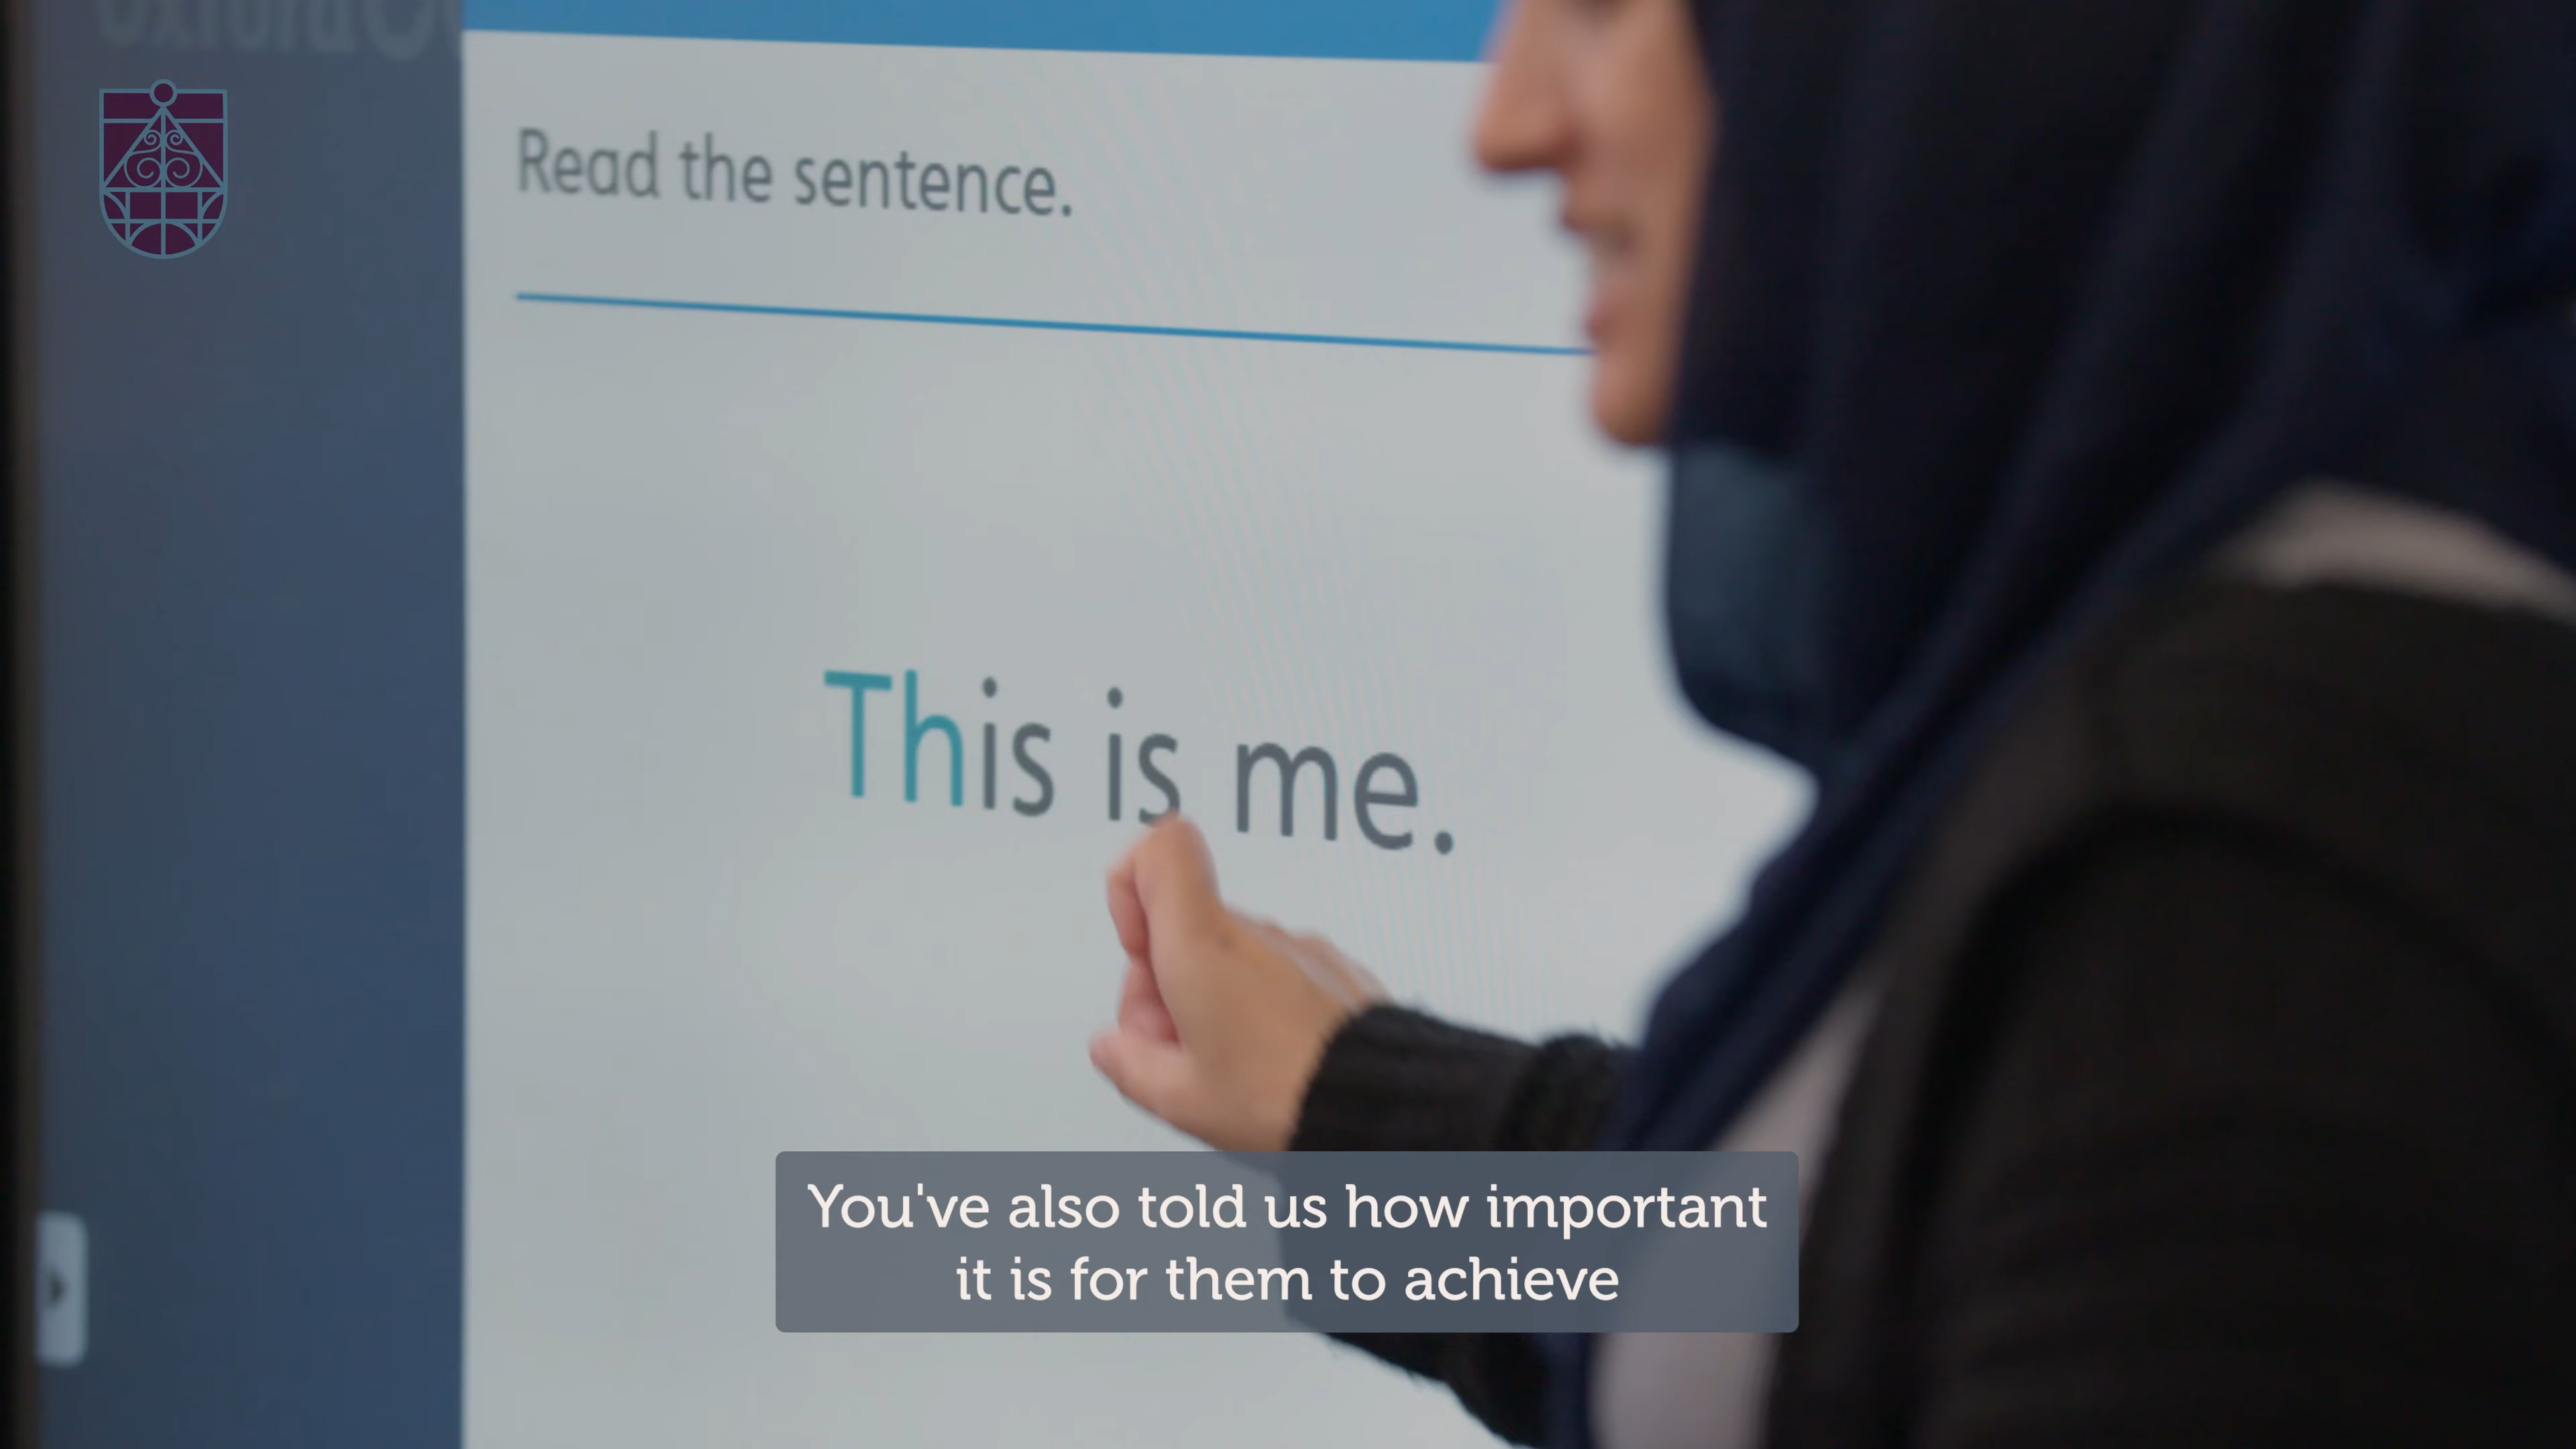 Read the sentence.
This is me.
You've also told us how important
it is for them to achieve